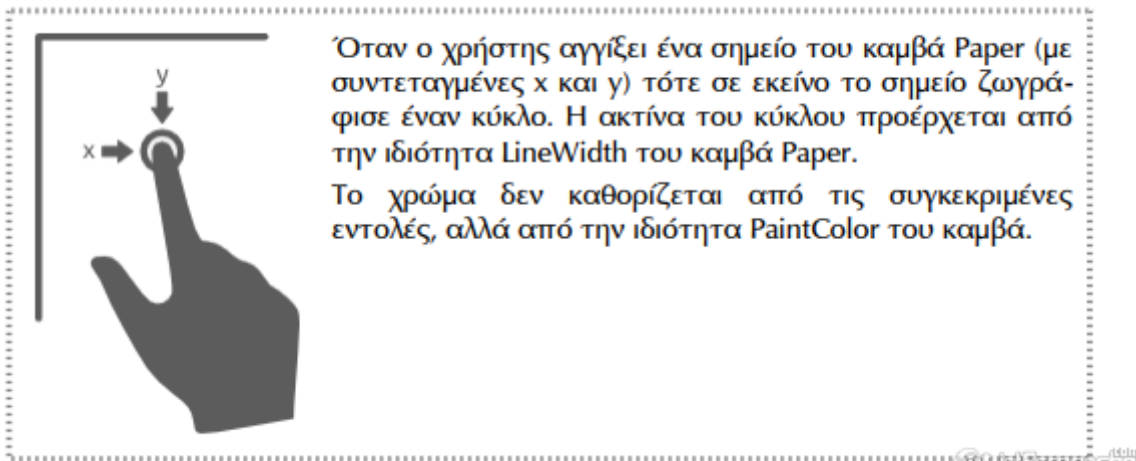 Όταν ο χρήστης αγγίξει ένα σημείο του καμβά Paper (με
συντεταγμένες x και y) τότε σε εκείνο το σημείο ζωγρά-
φισε έναν κύκλο. Η ακτίνα του κύκλου προέρχεται από
την ιδιότητα LineWidth του καμβά Paper.
Το χρώμα δεν καθορίζεται από τις συγκεκριμένες
εντολές, αλλά από την ιδιότητα PaintColor του καμβά.
y
x